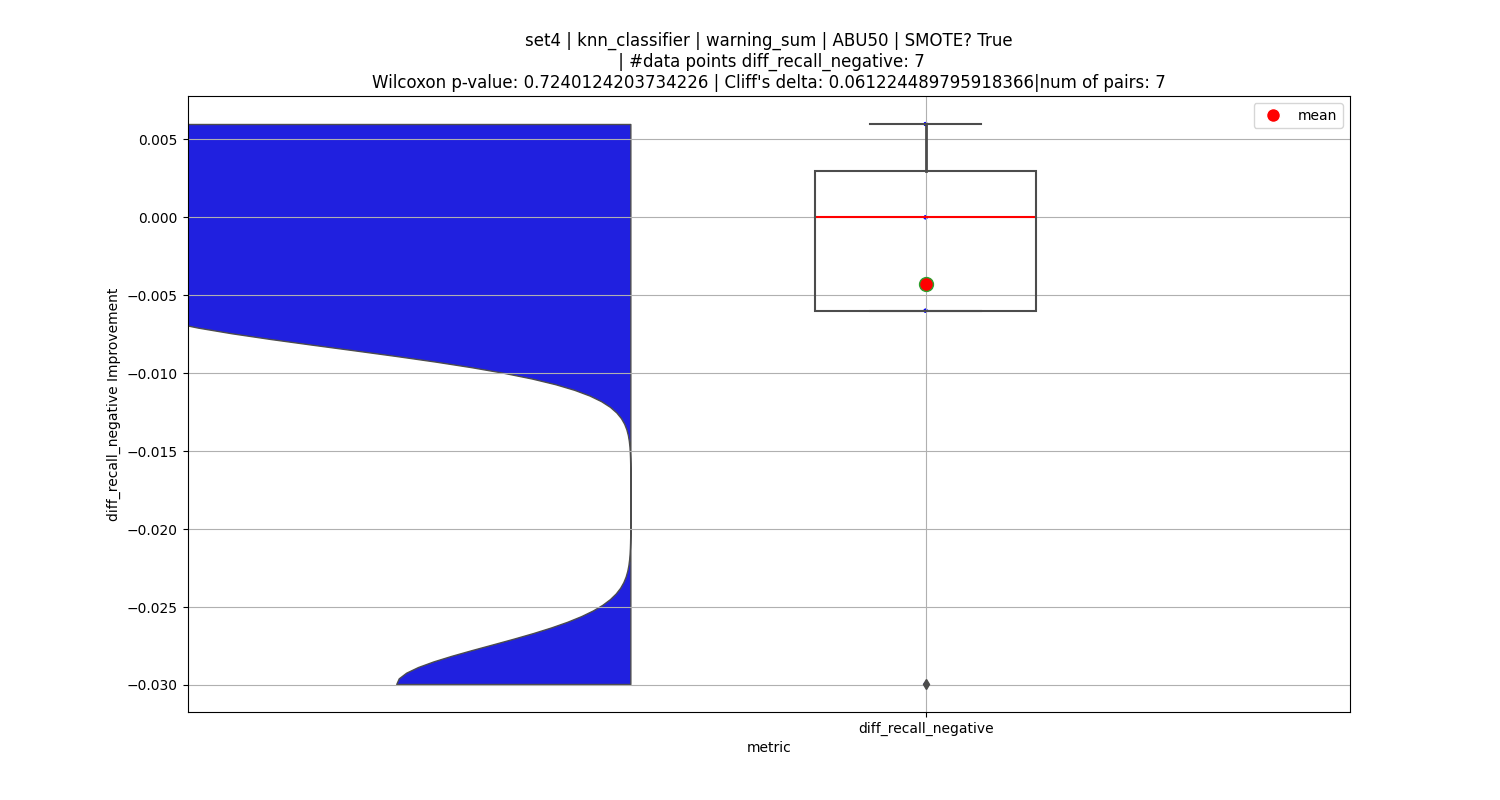 set4 | knn_classifier | warning_sum | ABU50 | SMOTE? True
| #data points diff_recall_negative: 7
Wilcoxon p-value: 0.7240124203734226 | Cliff's delta: 0.061224489795918366|num of pairs: 7
mean
0.005
0.000
−0.005
−0.010
−0.015
−0.020
−0.025
−0.030
diff_recall_negative Improvement
diff_recall_negative
metric